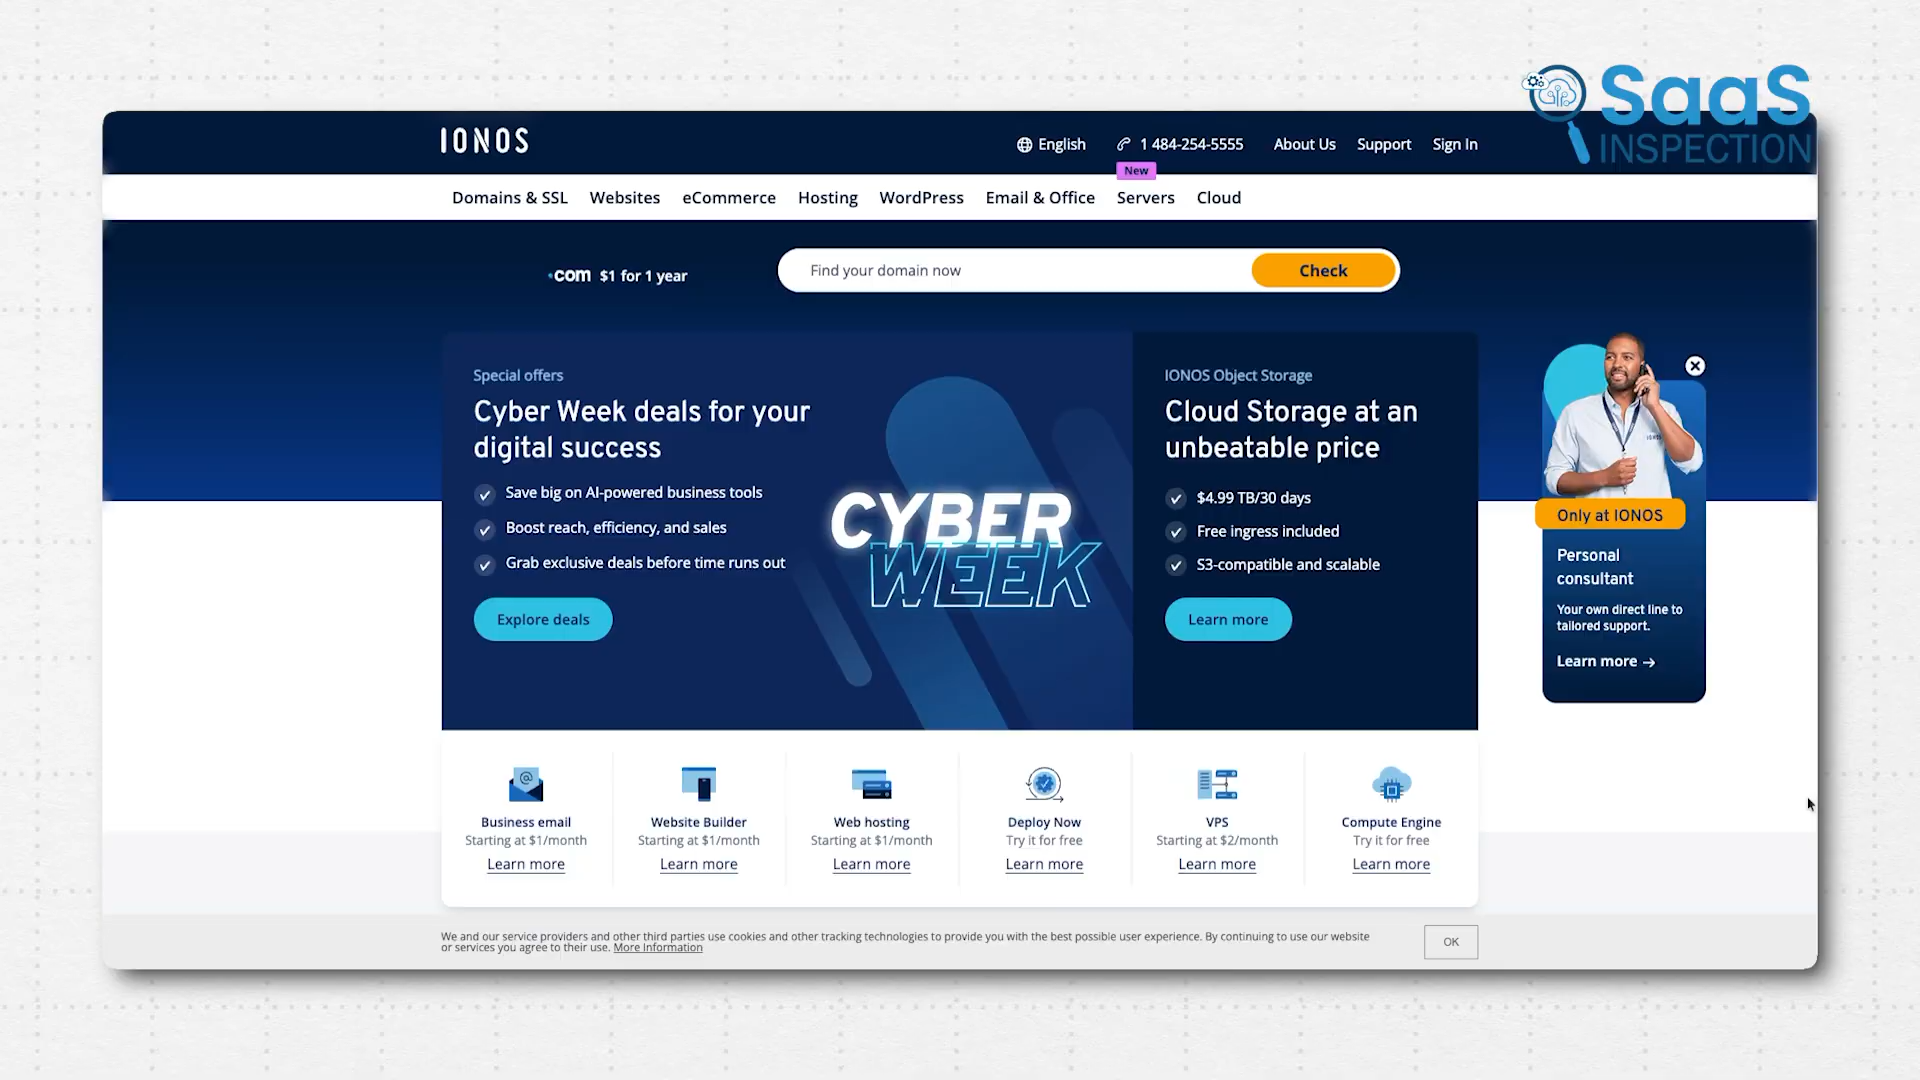 SaaS
INSPECTION
IONOS
English
1 484-254-5555
About Us
Support
Sign In
New
Domains & SSL
Websites
eCommerce
Hosting
WordPress
Email & Office
Servers
Cloud
.com $1 for 1 year
Find your domain now
Check
Special offers
Cyber Week deals for your
digital success
Save big on AI-powered business tools
Boost reach, efficiency, and sales
Grab exclusive deals before time runs out
Explore deals
CYBER
WEEK
IONOS Object Storage
Cloud Storage at an
unbeatable price
$4.99 TB/30 days
Free ingress included
S3-compatible and scalable
Learn more
IONOS
Only at IONOS
Personal
consultant
Your own direct line to
tailored support.
Learn more →
Business email
Starting at $1/month
Learn more
Website Builder
Starting at $1/month
Learn more
Web hosting
Starting at $1/month
Learn more
Deploy Now
Try it for free
Learn more
VPS
Starting at $2/month
Learn more
Compute Engine
Try it for free
Learn more
We and our service providers and other third parties use cookies and other tracking technologies to provide you with the best possible user experience. By continuing to use our website
or services you agree to their use. More Information
OK